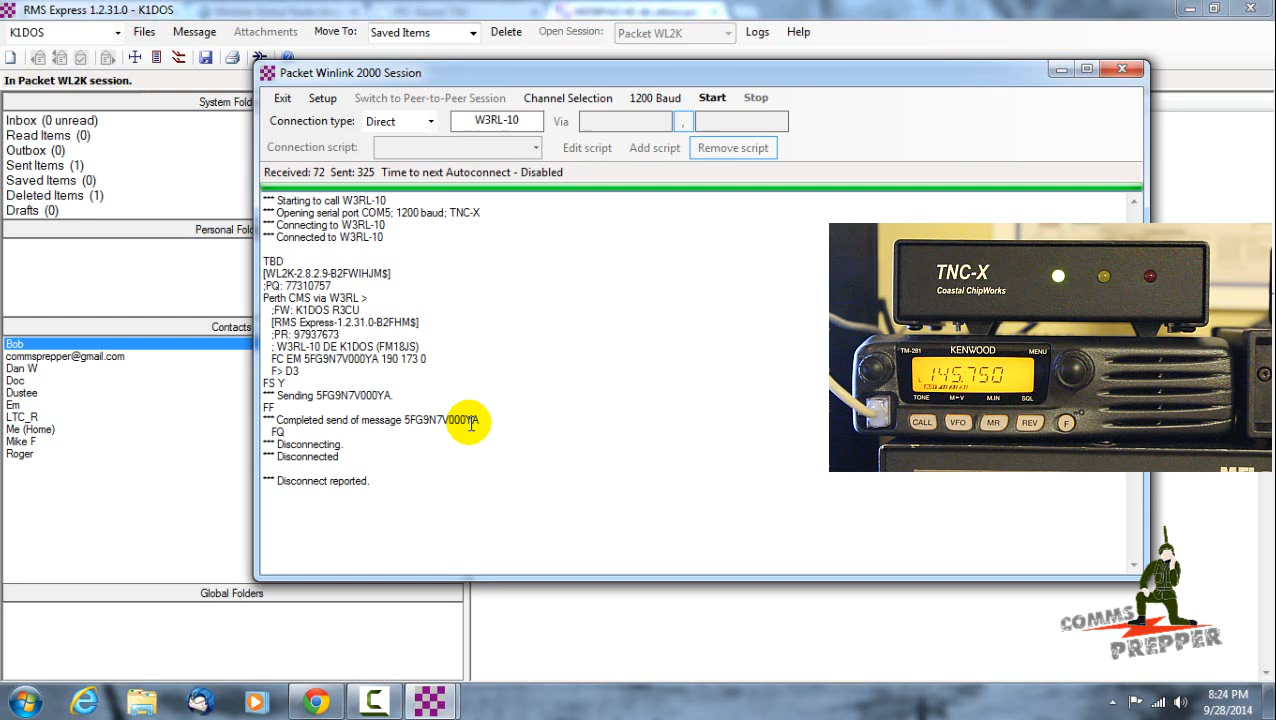 RMS Express 1.2.31.0 - K1DOS
K1DOS Files Message Attachments Move To: Saved Items Delete Open Session: Packet WL2K Logs Help
In Packet WL2K session.
System Fold
Inbox (0 unread)
Read Items (0)
Outbox (0)
Sent Items (1)
Saved Items (0)
Deleted Items (1)
Drafts (0)
Personal Fold
Contacts
Bob
commsprepper@gmail.com
Dan W
Doc
Dustee
Em
LTC_R
Me (Home)
Mike F
Roger
Global Folders
Packet Winlink 2000 Session
Exit Setup Switch to Peer-to-Peer Session Channel Selection 1200 Baud Start Stop
Connection type: Direct W3RL-10 Via ,
Connection script: Edit script Add script Remove script
Received: 72 Sent: 325 Time to next Autoconnect - Disabled
*** Starting to call W3RL-10
*** Opening serial port COM5; 1200 baud; TNC-X
*** Connecting to W3RL-10
*** Connected to W3RL-10
TBD
[WL2K-2.8.2.9-B2FWIHJM$]
;PQ: 77310757
Perth CMS via W3RL >
;FW: K1DOS R3CU
[RMS Express-1.2.31.0-B2FHM$]
;PR: 97937673
; W3RL-10 DE K1DOS (FM18JS)
FC EM 5FG9N7V000YA 190 173 0
F> D3
FS Y
*** Sending 5FG9N7V000YA.
FF
*** Completed send of message 5FG9N7V000YA
FQ
*** Disconnecting.
*** Disconnected
*** Disconnect reported.
TNC-X
Coastal ChipWorks
TM-281 KENWOOD MENU
145.750
TONE M►V M.IN SQL
CALL VFO MR REV F
COMMS
PREPPER
8:24 PM
9/28/2014